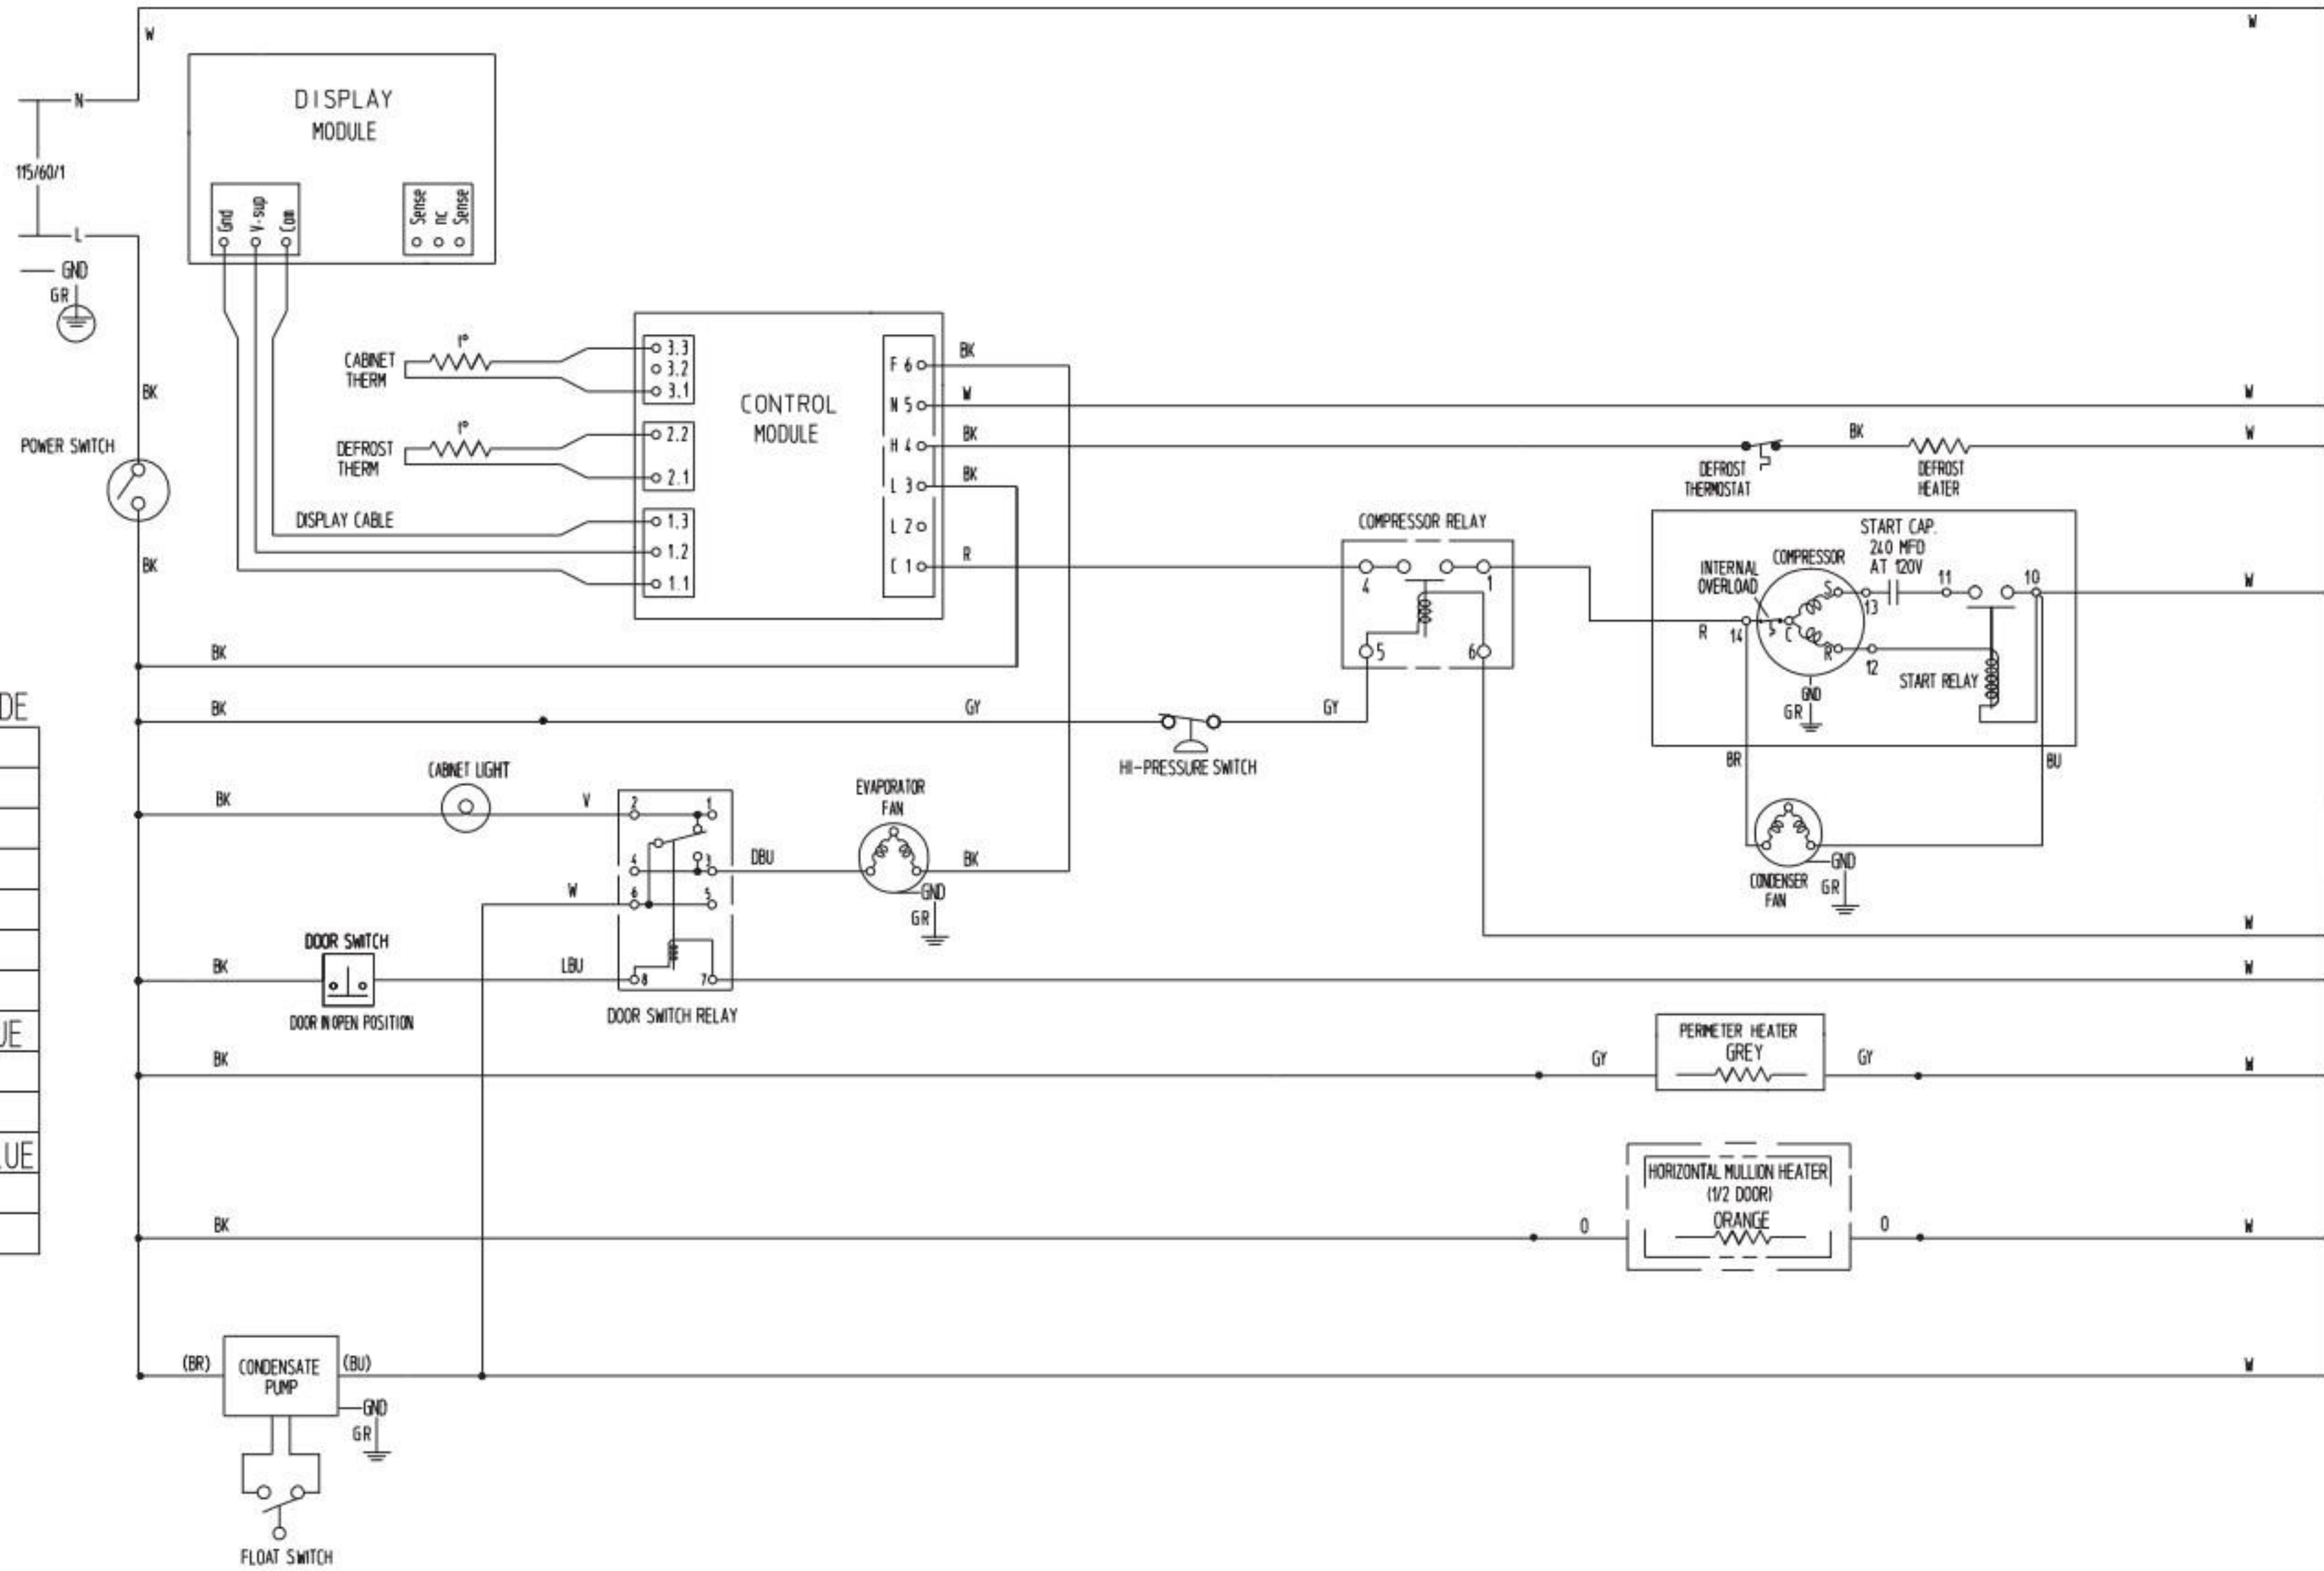 W
W
DISPLAY
MODULE
N
115/60/1
L
GND
GR
Gnd
V-sup
Com
Sense
nc
Sense
BK
POWER SWITCH
BK
CABINET
THERM
t°
DEFROST
THERM
t°
DISPLAY CABLE
3.3
3.2
3.1
2.2
2.1
1.3
1.2
1.1
CONTROL
MODULE
F 6
N 5
H 4
L 3
L 2
C 1
BK
W
BK
BK
R
W
W
BK
DEFROST
THERMOSTAT
DEFROST
HEATER
COMPRESSOR RELAY
4
1
5
6
START CAP.
240 MFD
AT 120V
COMPRESSOR
INTERNAL
OVERLOAD
S
13
11
10
W
R
14
C
R
12
START RELAY
GND
GR
BR
BU
CONDENSER
FAN
GND
GR
BK
DE
BK
GY
GY
HI-PRESSURE SWITCH
CABINET LIGHT
BK
V
2
1
4
3
6
5
8
7
W
DBU
EVAPORATOR
FAN
BK
GND
GR
W
DOOR SWITCH
BK
LBU
W
DOOR IN OPEN POSITION
DOOR SWITCH RELAY
UE
BK
GY
PERIMETER HEATER
GREY
GY
W
LUE
BK
O
HORIZONTAL MULLION HEATER
(1/2 DOOR)
ORANGE
O
W
(BR)
CONDENSATE
PUMP
(BU)
W
GND
GR
FLOAT SWITCH